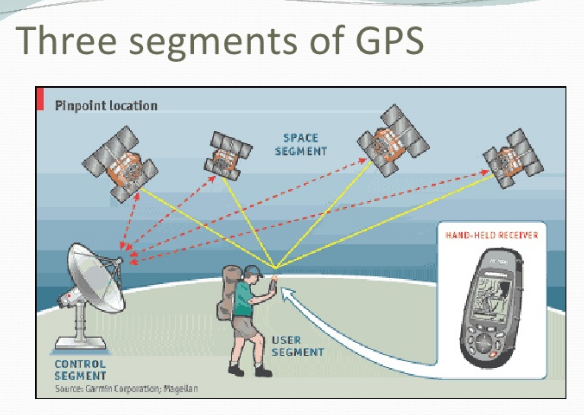 Three segments of GPS
Pinpoint location
SPACE
SEGMENT
HAND-HELD RECEIVER
USER
SEGMENT
CONTROL
SEGMENT
Source: Garmin Corporation; Magellan